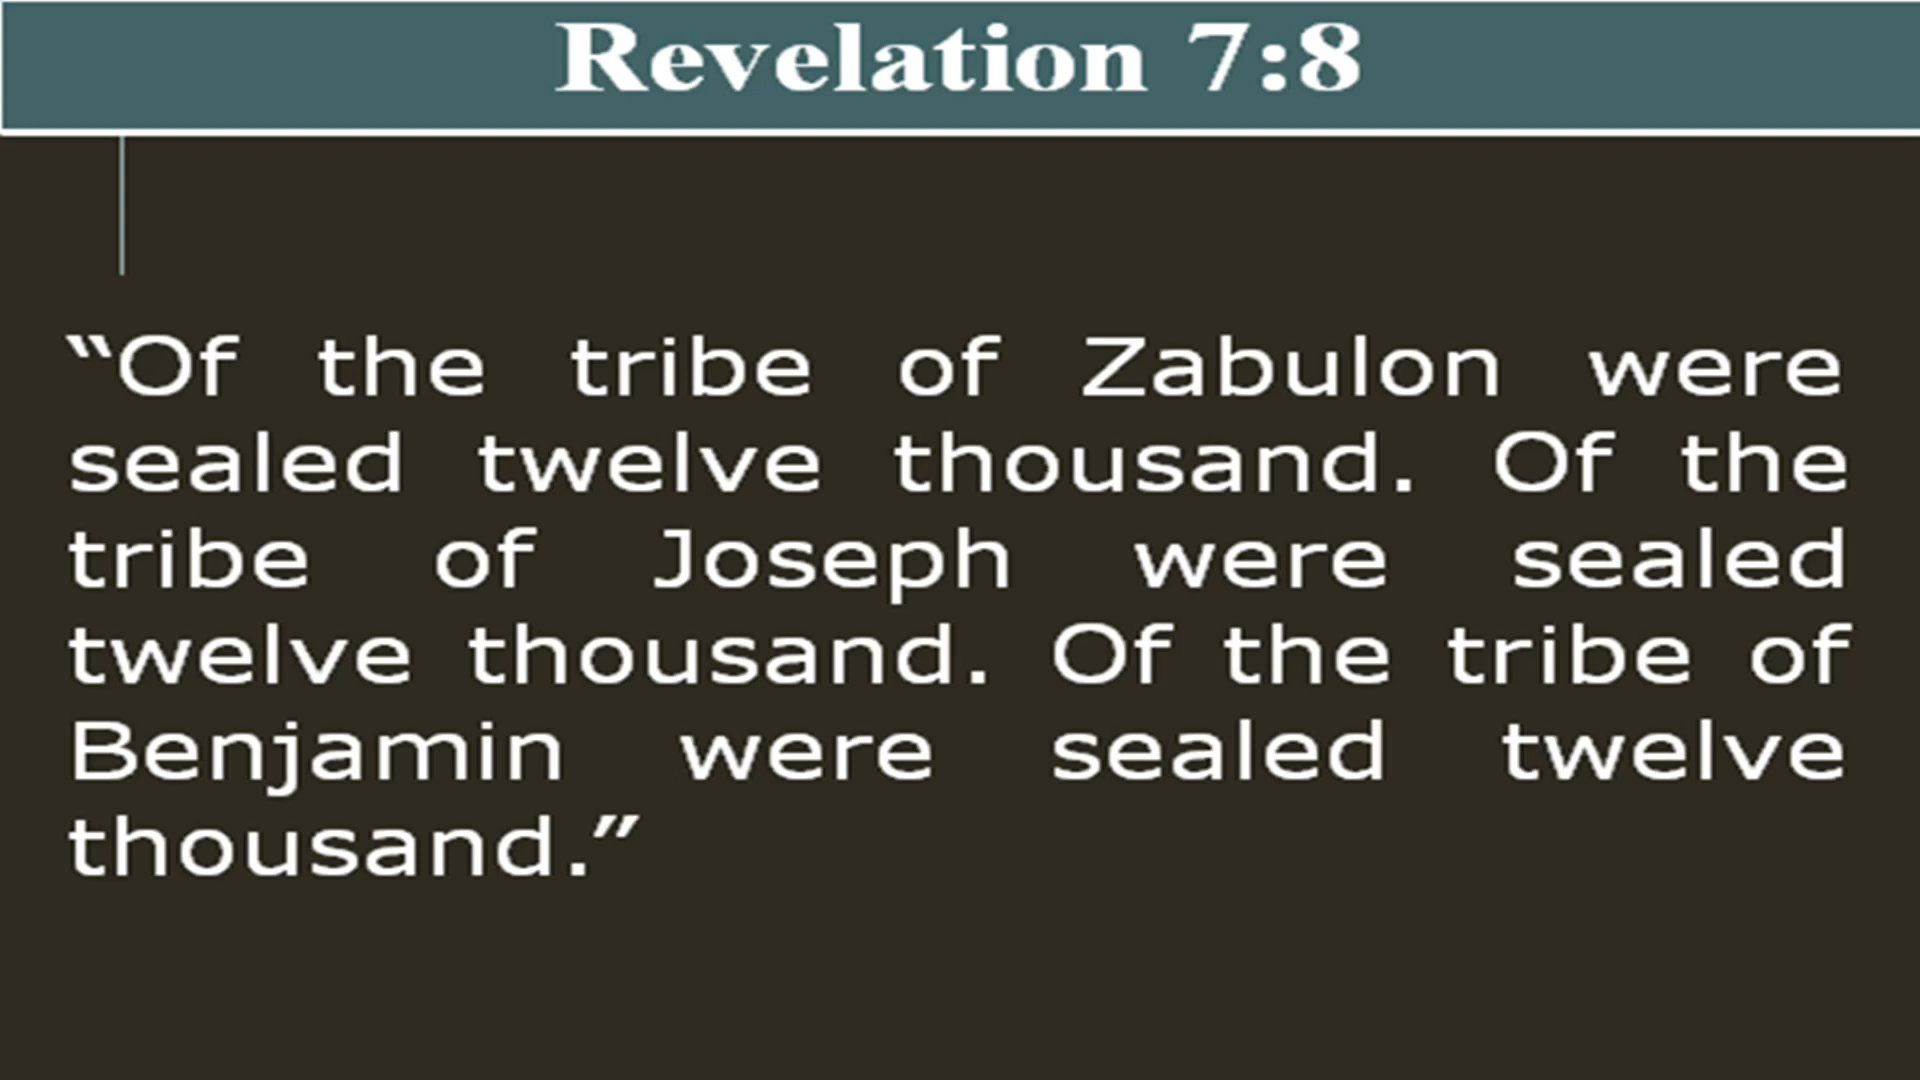 Revelation 7:8
“Of the tribe of Zabulon were
sealed twelve thousand. Of the
tribe of Joseph were sealed
twelve thousand. Of the tribe of
Benjamin were sealed twelve
thousand.”